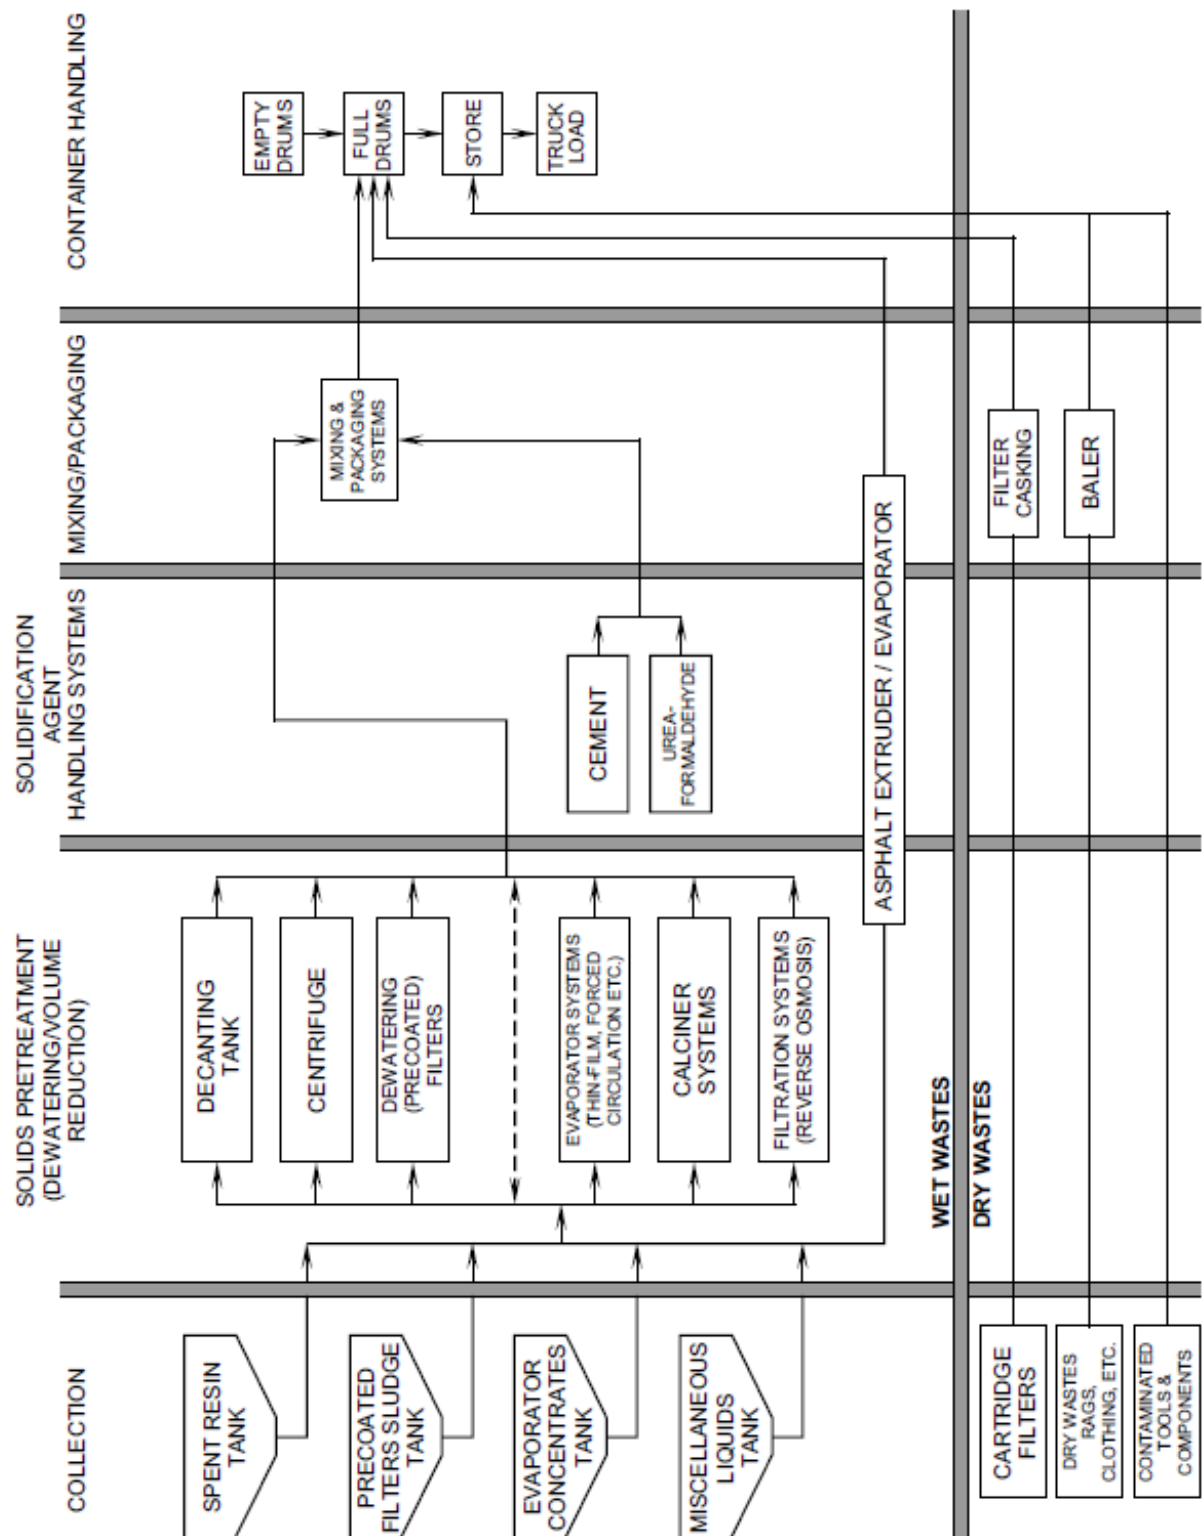 COLLECTION
SOLIDS PRETREATMENT
(DEWATERING/VOLUME
REDUCTION)
SOLIDIFICATION
AGENT
HANDLING SYSTEMS
MIXING/PACKAGING
CONTAINER HANDLING
SPENT RESIN
TANK
PRECOATED
FILTERS SLUDGE
TANK
EVAPORATOR
CONCENTRATES
TANK
MISCELLANEOUS
LIQUIDS
TANK
DECANTING
TANK
CENTRIFUGE
DEWATERING
(PRECOATED)
FILTERS
EVAPORATOR SYSTEMS
(THIN-FILM, FORCED
CIRCULATION ETC.)
CALCINER
SYSTEMS
FILTRATION SYSTEMS
(REVERSE OSMOSIS)
CEMENT
UREA-
FORMALDEHYDE
ASPHALT EXTRUDER / EVAPORATOR
MIXING &
PACKAGING
SYSTEMS
EMPTY
DRUMS
FULL
DRUMS
STORE
TRUCK
LOAD
WET WASTES
DRY WASTES
CARTRIDGE
FILTERS
DRY WASTES
RAGS,
CLOTHING, ETC.
CONTAMINATED
TOOLS &
COMPONENTS
FILTER
CASKING
BALER